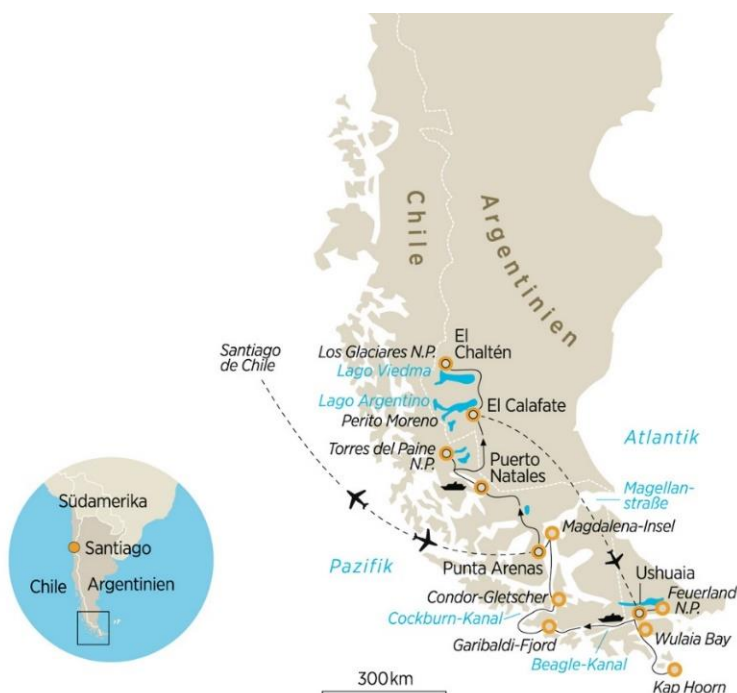 Chile
Argentinien
Santiago
de Chile
Los Glaciares N.P.
El
Chaltén
Lago Viedma
Lago Argentino
El Calafate
Perito Moreno
Torres del Paine
N.P.
Puerto
Natales
Atlantik
Magellan-
straße
Magdalena-Insel
Pazifik
Punta Arenas
Ushuaia
Condor-Gletscher
Feuerland
N.P.
Cockburn-Kanal
Garibaldi-Fjord
Wulaia Bay
Beagle-Kanal
Kap Hoorn
300 km
Südamerika
Santiago
Chile
Argentinien